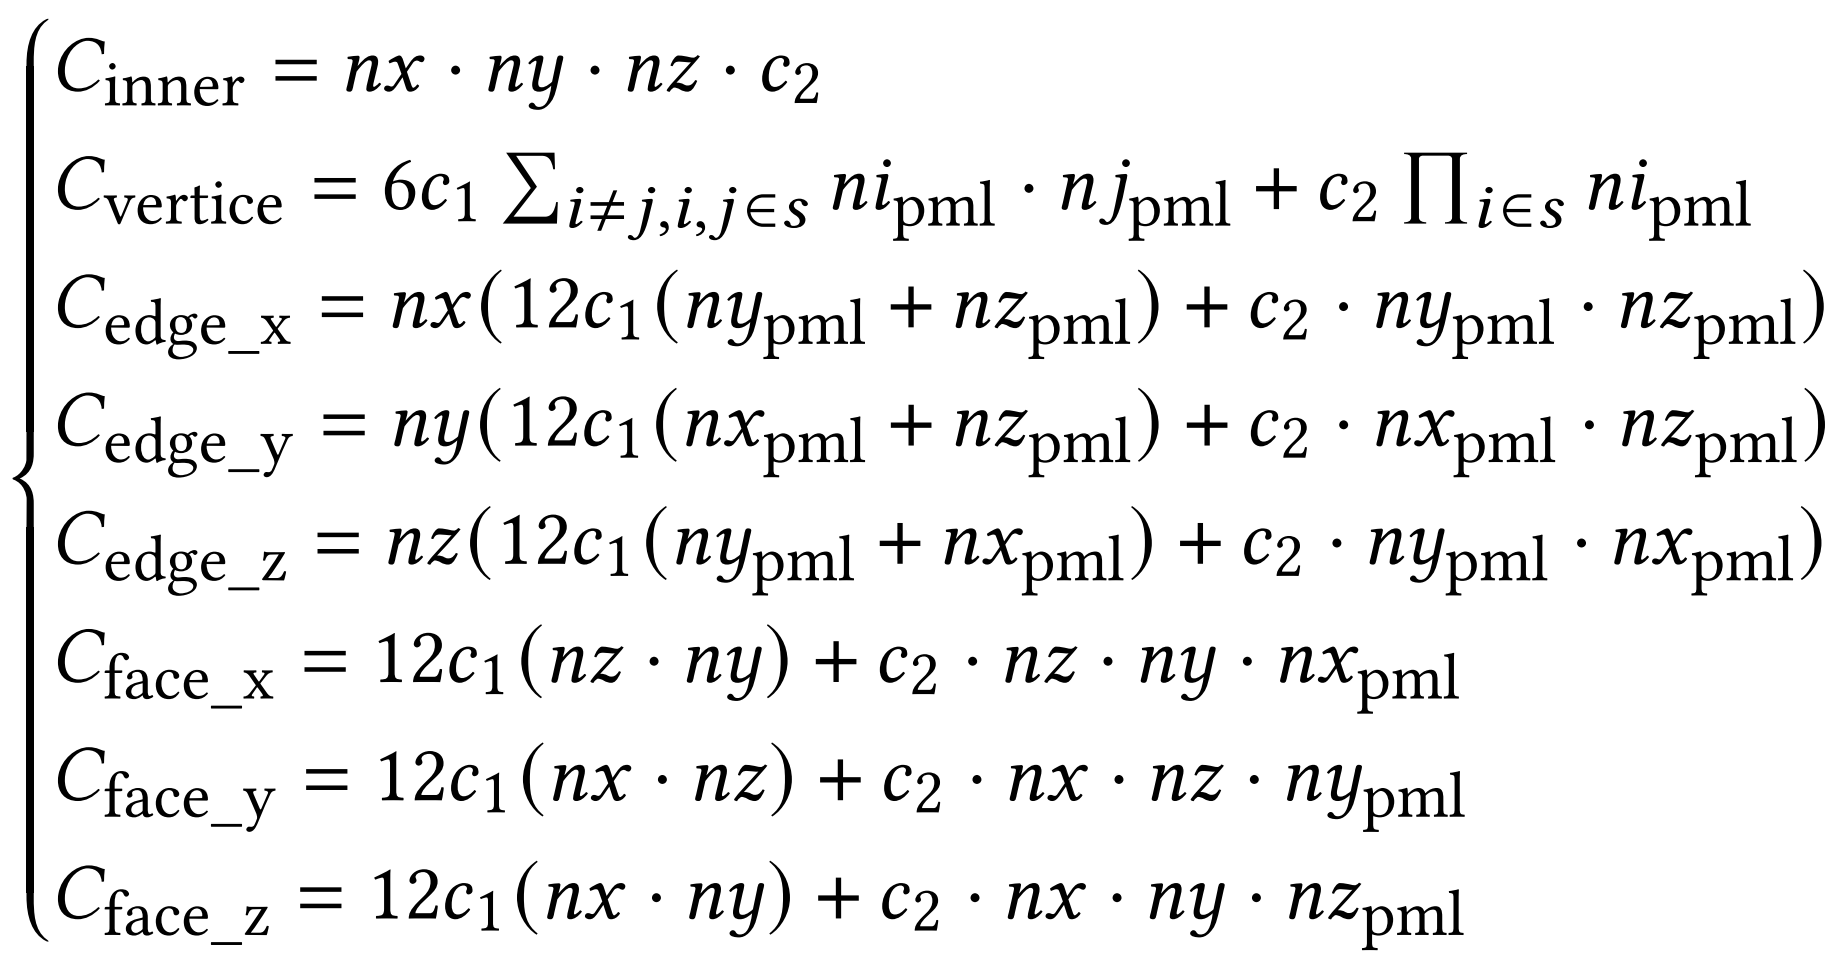 C_inner = nx · ny · nz · c_2
C_vertice = 6c_1 ∑_{i≠j,i,j∈s} ni_pml · nj_pml + c_2 ∏_{i∈s} ni_pml
C_edge_x = nx(12c_1(ny_pml + nz_pml) + c_2 · ny_pml · nz_pml)
C_edge_y = ny(12c_1(nx_pml + nz_pml) + c_2 · nx_pml · nz_pml)
C_edge_z = nz(12c_1(ny_pml + nx_pml) + c_2 · ny_pml · nx_pml)
C_face_x = 12c_1(nz · ny) + c_2 · nz · ny · nx_pml
C_face_y = 12c_1(nx · nz) + c_2 · nx · nz · ny_pml
C_face_z = 12c_1(nx · ny) + c_2 · nx · ny · nz_pml